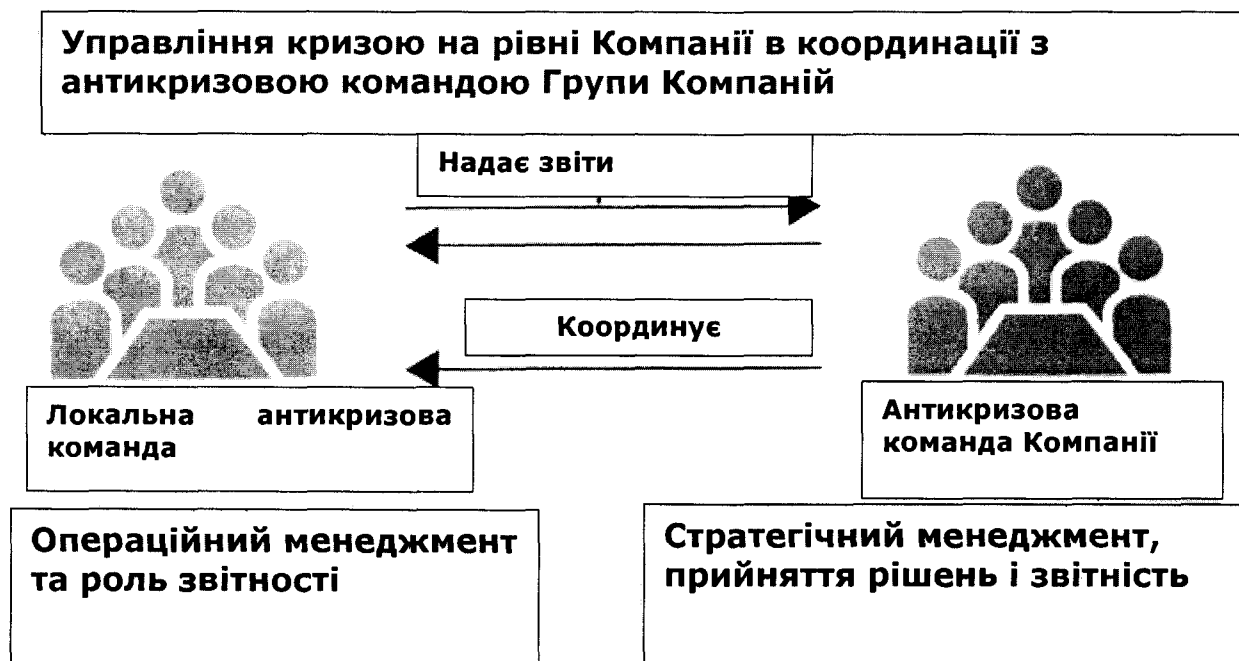 Управління кризою на рівні Компанії в координації з
антикризовою командою Групи Компаній
Надає звіти
Координує
Локальна антикризова
команда
Антикризова
команда Компанії
Операційний менеджмент
та роль звітності
Стратегічний менеджмент,
прийняття рішень і звітність